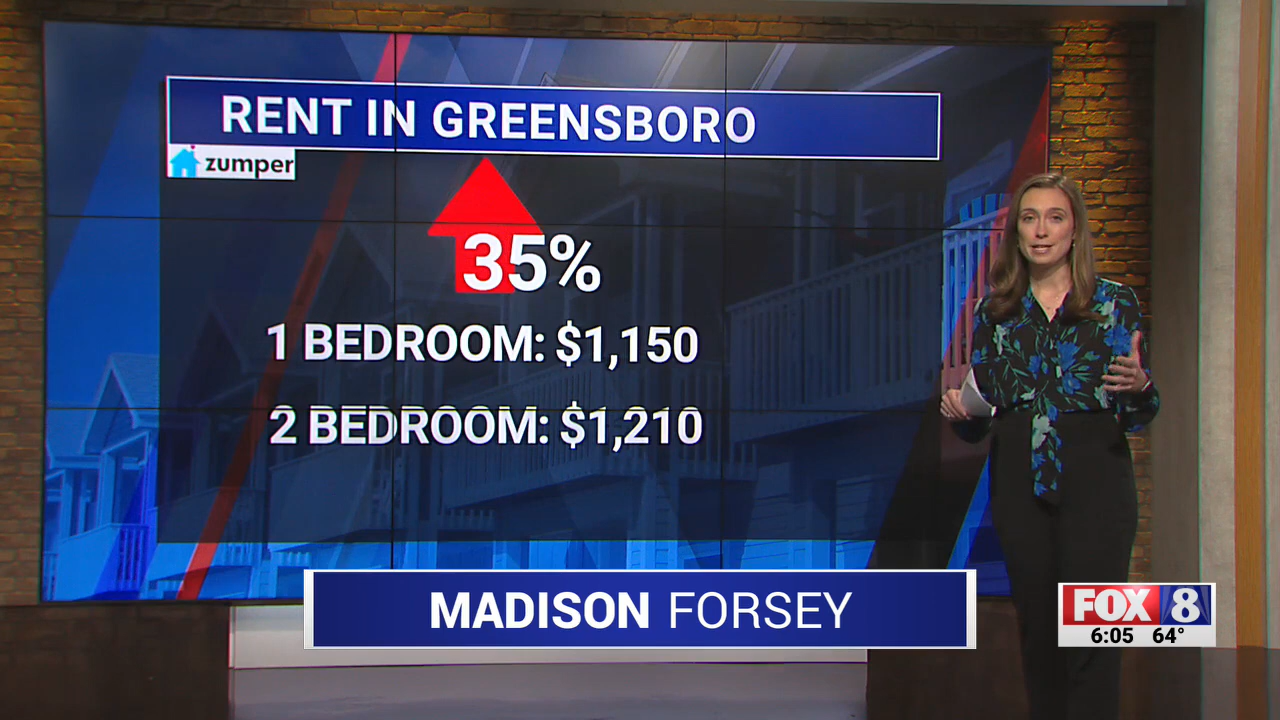 RENT IN GREENSBORO
zumper
35%
1 BEDROOM: $1,150
2 BEDROOM: $1,210
MADISON FORSEY
FOX 8
6:05 64°